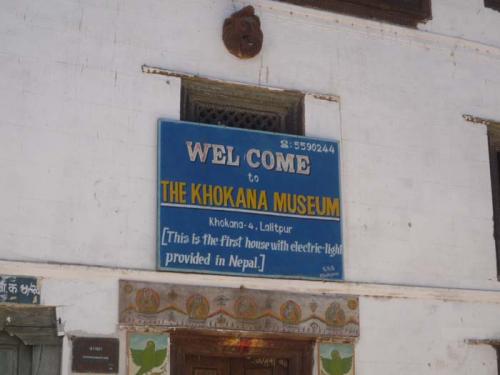 ☎: 5590244
WEL COME
to
THE KHOKANA MUSEUM
Khokana-4, Lalitpur
[This is the first house with electric-light
provided in Nepal.]